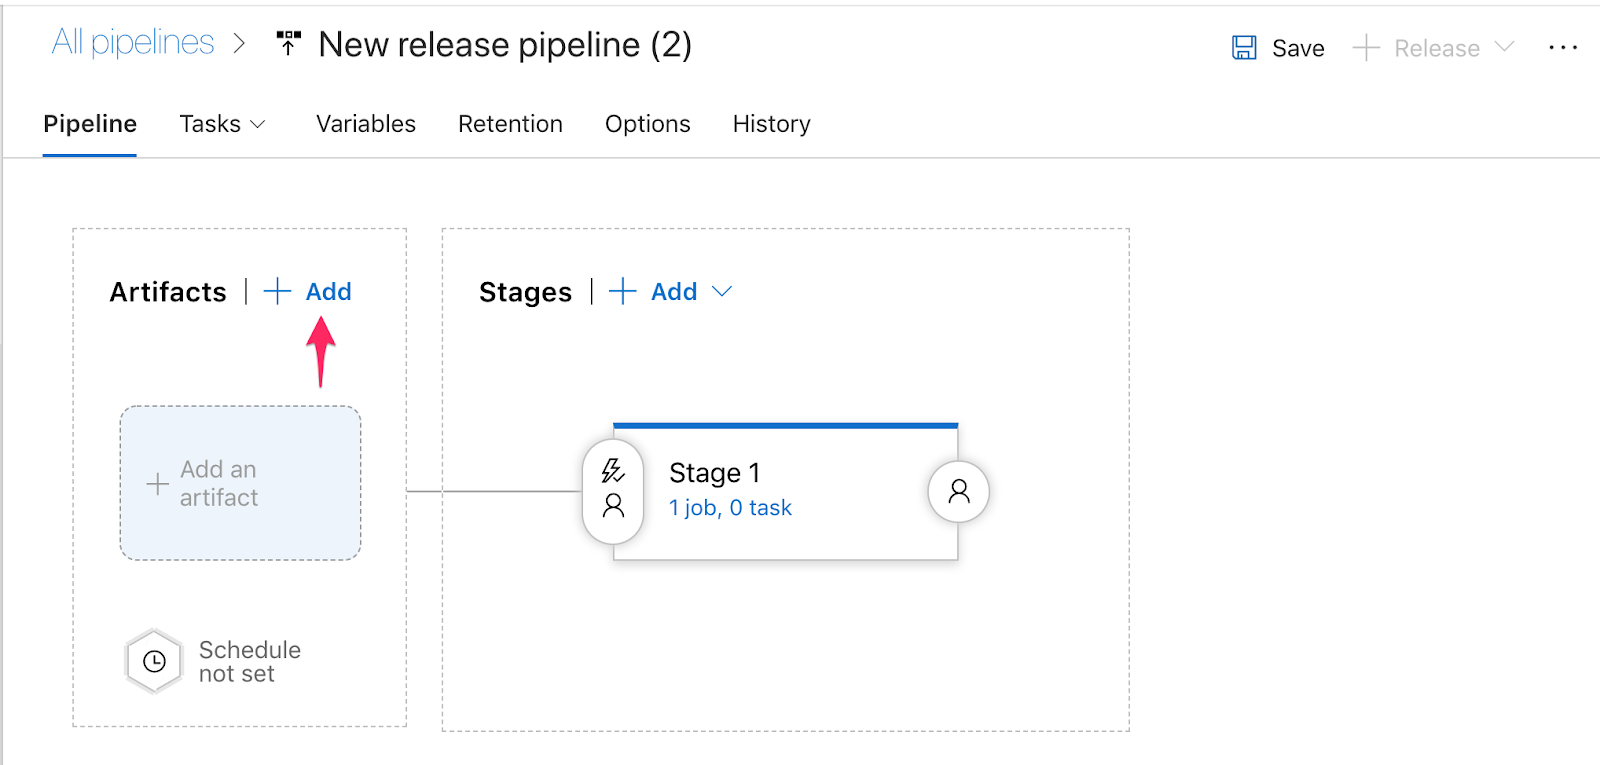 All pipelines > New release pipeline (2)
Save + Release ...
Pipeline Tasks Variables Retention Options History
Artifacts | + Add
Stages | + Add
+ Add an
artifact
Stage 1
1 job, 0 task
Schedule
not set